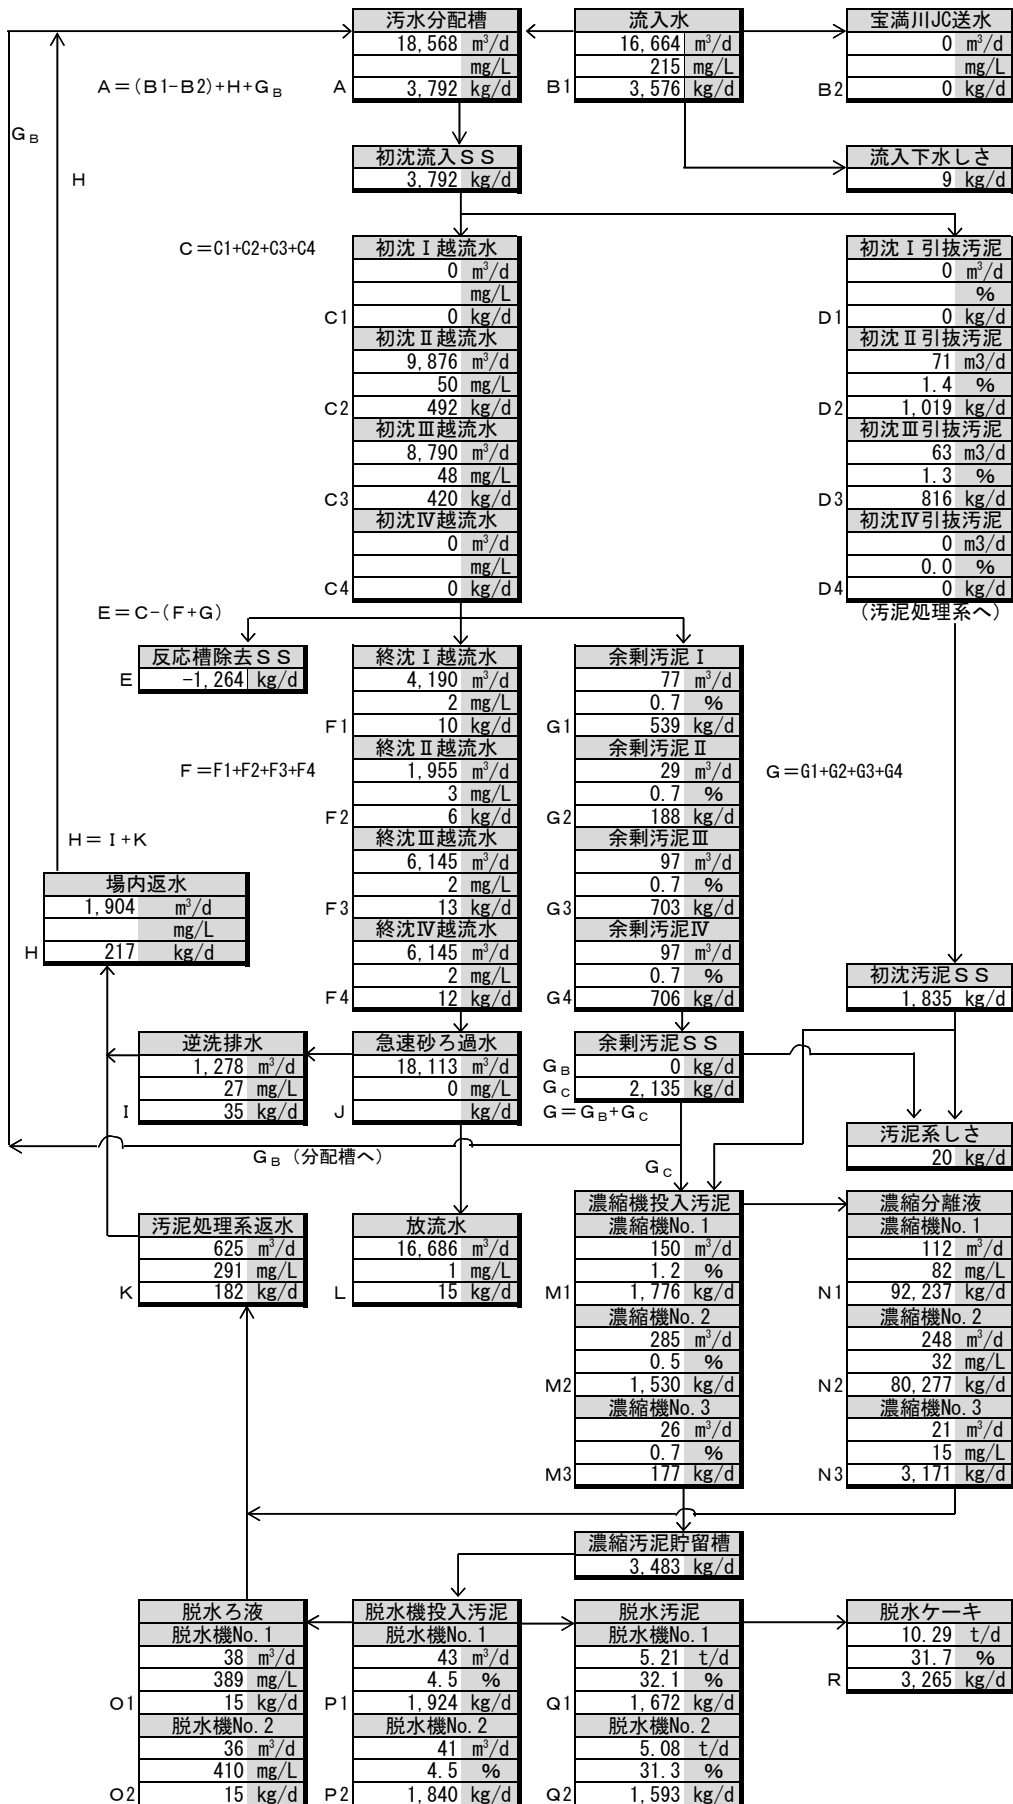 汚水分配槽
18,568 m³/d
mg/L
A 3,792 kg/d
流入水
16,664 m³/d
215 mg/L
B1 3,576 kg/d
宝満川JC送水
0 m³/d
mg/L
B2 0 kg/d
A＝(B1-B2)+H+GB
GB
H
初沈流入ＳＳ
3,792 kg/d
流入下水しさ
9 kg/d
C＝C1+C2+C3+C4
初沈Ⅰ越流水
0 m³/d
mg/L
C1 0 kg/d
初沈Ⅱ越流水
9,876 m³/d
50 mg/L
C2 492 kg/d
初沈Ⅲ越流水
8,790 m³/d
48 mg/L
C3 420 kg/d
初沈Ⅳ越流水
0 m³/d
mg/L
C4 0 kg/d
初沈Ⅰ引抜汚泥
0 m³/d
%
D1 0 kg/d
初沈Ⅱ引抜汚泥
71 m3/d
1.4 %
D2 1,019 kg/d
初沈Ⅲ引抜汚泥
63 m3/d
1.3 %
D3 816 kg/d
初沈Ⅳ引抜汚泥
0 m3/d
0.0 %
D4 0 kg/d
(汚泥処理系へ)
E＝C-(F+G)
反応槽除去ＳＳ
E -1,264 kg/d
終沈Ⅰ越流水
4,190 m³/d
2 mg/L
F1 10 kg/d
終沈Ⅱ越流水
F＝F1+F2+F3+F4
1,955 m³/d
3 mg/L
F2 6 kg/d
終沈Ⅲ越流水
6,145 m³/d
2 mg/L
F3 13 kg/d
終沈Ⅳ越流水
6,145 m³/d
2 mg/L
F4 12 kg/d
余剰汚泥Ⅰ
77 m³/d
0.7 %
G1 539 kg/d
余剰汚泥Ⅱ
29 m³/d
0.7 %
G2 188 kg/d
余剰汚泥Ⅲ
97 m³/d
0.7 %
G3 703 kg/d
余剰汚泥Ⅳ
97 m³/d
0.7 %
G4 706 kg/d
G＝G1+G2+G3+G4
H＝I+K
場内返水
1,904 m³/d
mg/L
H 217 kg/d
初沈汚泥ＳＳ
1,835 kg/d
逆洗排水
1,278 m³/d
27 mg/L
I 35 kg/d
急速砂ろ過水
18,113 m³/d
0 mg/L
J kg/d
余剰汚泥ＳＳ
GB 0 kg/d
GC 2,135 kg/d
G＝GB+GC
汚泥系しさ
20 kg/d
GB (分配槽へ)
GC
汚泥処理系返水
625 m³/d
291 mg/L
K 182 kg/d
放流水
16,686 m³/d
1 mg/L
L 15 kg/d
濃縮機投入汚泥
濃縮機No.1
150 m³/d
1.2 %
M1 1,776 kg/d
濃縮機No.2
285 m³/d
0.5 %
M2 1,530 kg/d
濃縮機No.3
26 m³/d
0.7 %
M3 177 kg/d
濃縮分離液
濃縮機No.1
112 m³/d
82 mg/L
N1 92,237 kg/d
濃縮機No.2
248 m³/d
32 mg/L
N2 80,277 kg/d
濃縮機No.3
21 m³/d
15 mg/L
N3 3,171 kg/d
濃縮汚泥貯留槽
3,483 kg/d
脱水ろ液
脱水機No.1
38 m³/d
389 mg/L
O1 15 kg/d
脱水機No.2
36 m³/d
410 mg/L
O2 15 kg/d
脱水機投入汚泥
脱水機No.1
43 m³/d
4.5 %
P1 1,924 kg/d
脱水機No.2
41 m³/d
4.5 %
P2 1,840 kg/d
脱水汚泥
脱水機No.1
5.21 t/d
32.1 %
Q1 1,672 kg/d
脱水機No.2
5.08 t/d
31.3 %
Q2 1,593 kg/d
脱水ケーキ
10.29 t/d
31.7 %
R 3,265 kg/d